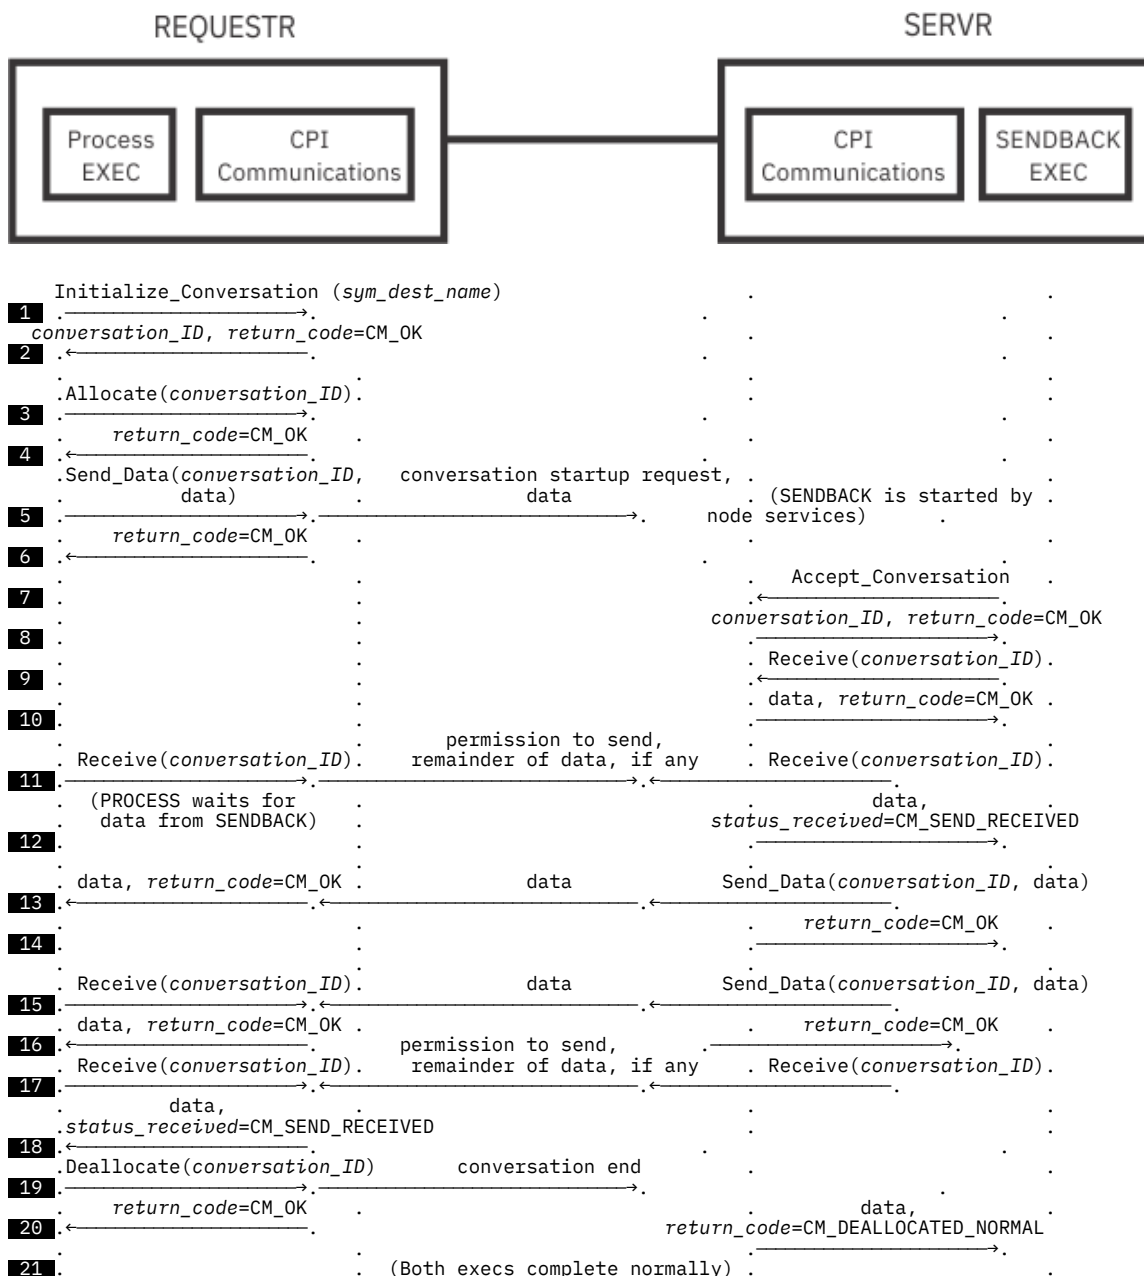 REQUESTR SERVR
Process EXEC
CPI Communications
CPI Communications
SENDBACK EXEC
Initialize_Conversation (sym_dest_name)
1
conversation_ID, return_code=CM_OK
2
Allocate(conversation_ID).
3
return_code=CM_OK
4
Send_Data(conversation_ID, conversation startup request,
data) data (SENDBACK is started by
5 node services)
return_code=CM_OK
6
Accept_Conversation
7
conversation_ID, return_code=CM_OK
8
Receive(conversation_ID).
9
data, return_code=CM_OK
10
permission to send,
Receive(conversation_ID). remainder of data, if any . Receive(conversation_ID).
11
(PROCESS waits for data,
data from SENDBACK) status_received=CM_SEND_RECEIVED
12
data, return_code=CM_OK . data Send_Data(conversation_ID, data)
13
return_code=CM_OK
14
Receive(conversation_ID). data Send_Data(conversation_ID, data)
15
data, return_code=CM_OK . return_code=CM_OK
16 permission to send,
Receive(conversation_ID). remainder of data, if any . Receive(conversation_ID).
17
data,
status_received=CM_SEND_RECEIVED
18
Deallocate(conversation_ID) conversation end
19
return_code=CM_OK data,
20 return_code=CM_DEALLOCATED_NORMAL
21 (Both execs complete normally)